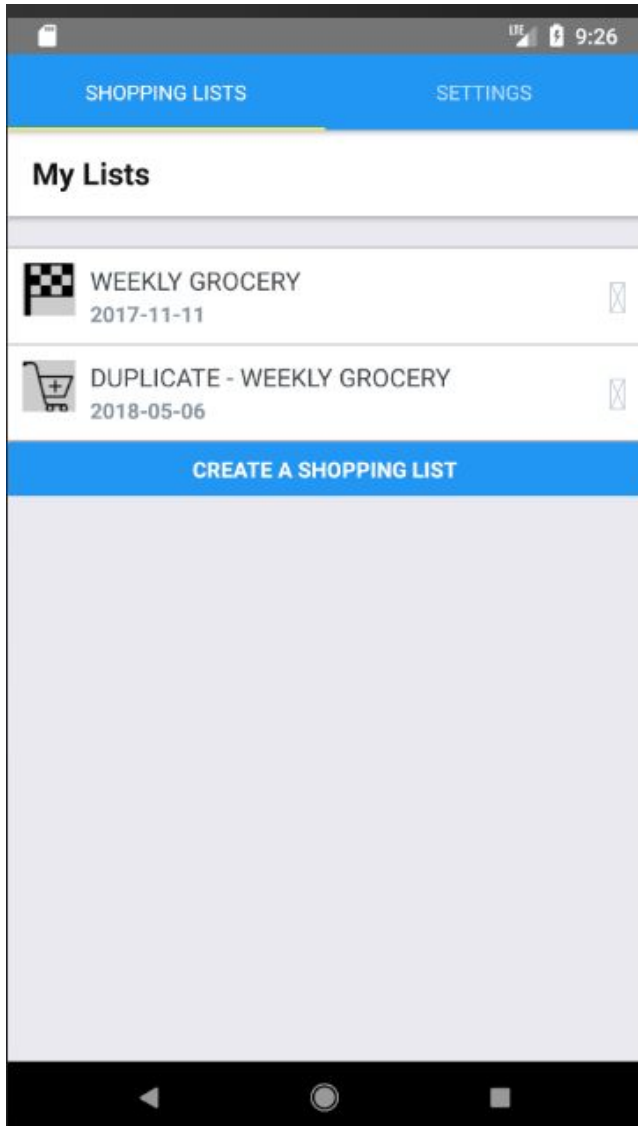 LTE 9:26
SHOPPING LISTS SETTINGS
My Lists
WEEKLY GROCERY
2017-11-11
DUPLICATE - WEEKLY GROCERY
2018-05-06
CREATE A SHOPPING LIST